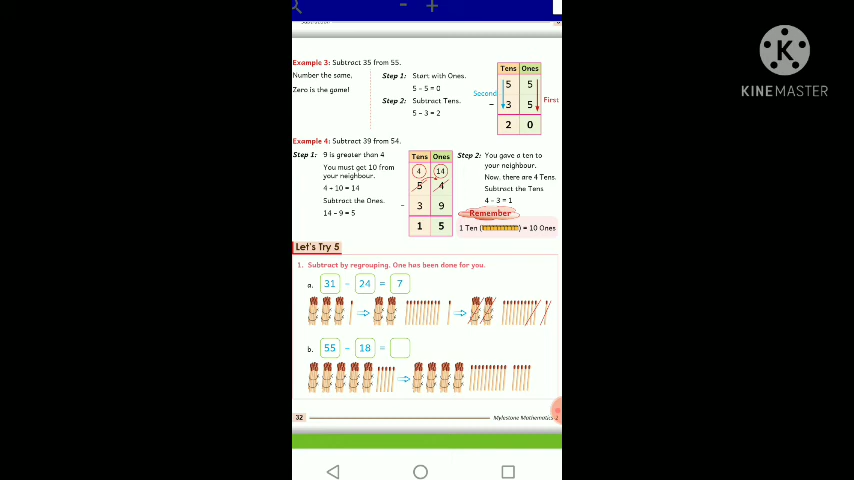 K
KINEMASTER
Example 3: Subtract 35 from 55.
Number the same,
Zero is the game!
Step 1: Start with Ones.
5 - 5 = 0
Step 2: Subtract Tens.
5 - 3 = 2
Tens Ones
Second
First
5 5
- 3 5
2 0
Example 4: Subtract 39 from 54.
Step 1: 9 is greater than 4
You must get 10 from
your neighbour.
4 + 10 = 14
Subtract the Ones.
14 - 9 = 5
Tens Ones
4 14
5 4
- 3 9
1 5
Step 2: You gave a ten to
your neighbour.
Now, there are 4 Tens.
Subtract the Tens
4 - 3 = 1
Remember
1 Ten ( ) = 10 Ones
Let's Try 5
1. Subtract by regrouping. One has been done for you.
a. 31 - 24 = 7
b. 55 - 18 =
32
Mylestone Mathematics-2